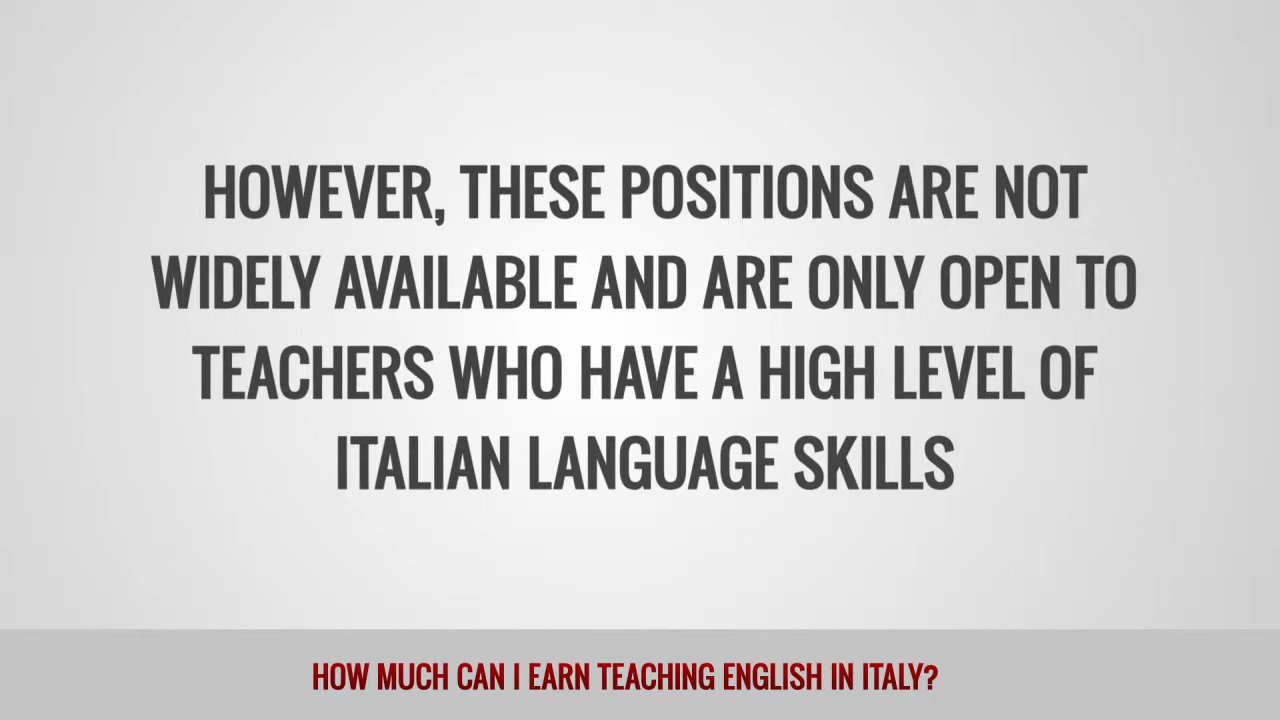 HOWEVER, THESE POSITIONS ARE NOT
WIDELY AVAILABLE AND ARE ONLY OPEN TO
TEACHERS WHO HAVE A HIGH LEVEL OF
ITALIAN LANGUAGE SKILLS
HOW MUCH CAN I EARN TEACHING ENGLISH IN ITALY?